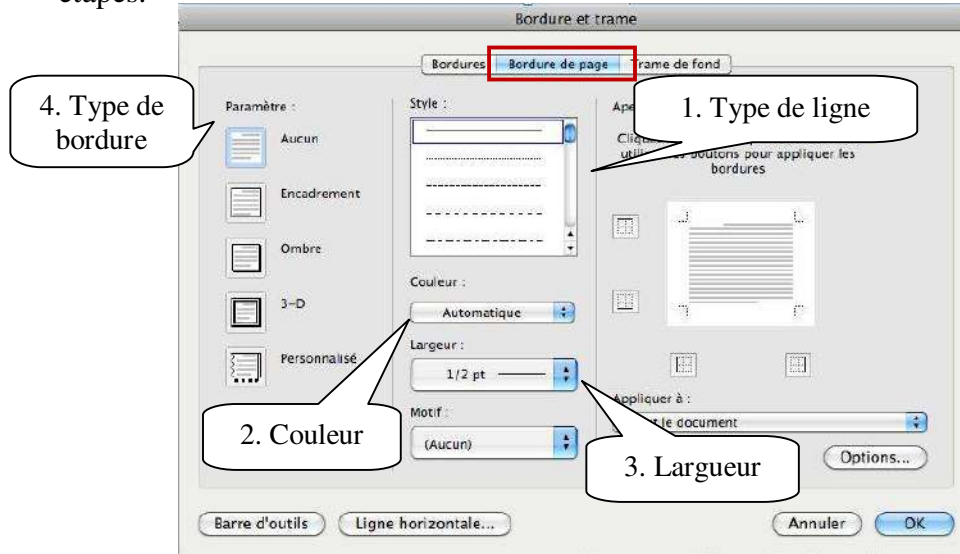 étapes.
Bordure et trame
Bordures Bordure de page Trame de fond
4. Type de
bordure
1. Type de ligne
Paramètre :
Aucun
Encadrement
Ombre
3-D
Personnalisé
Style :
Couleur :
Automatique
Largeur :
1/2 pt
Motif :
(Aucun)
boutons pour appliquer les
bordures
Appliquer à :
le document
Options...
2. Couleur
3. Largueur
Barre d'outils Ligne horizontale... Annuler OK